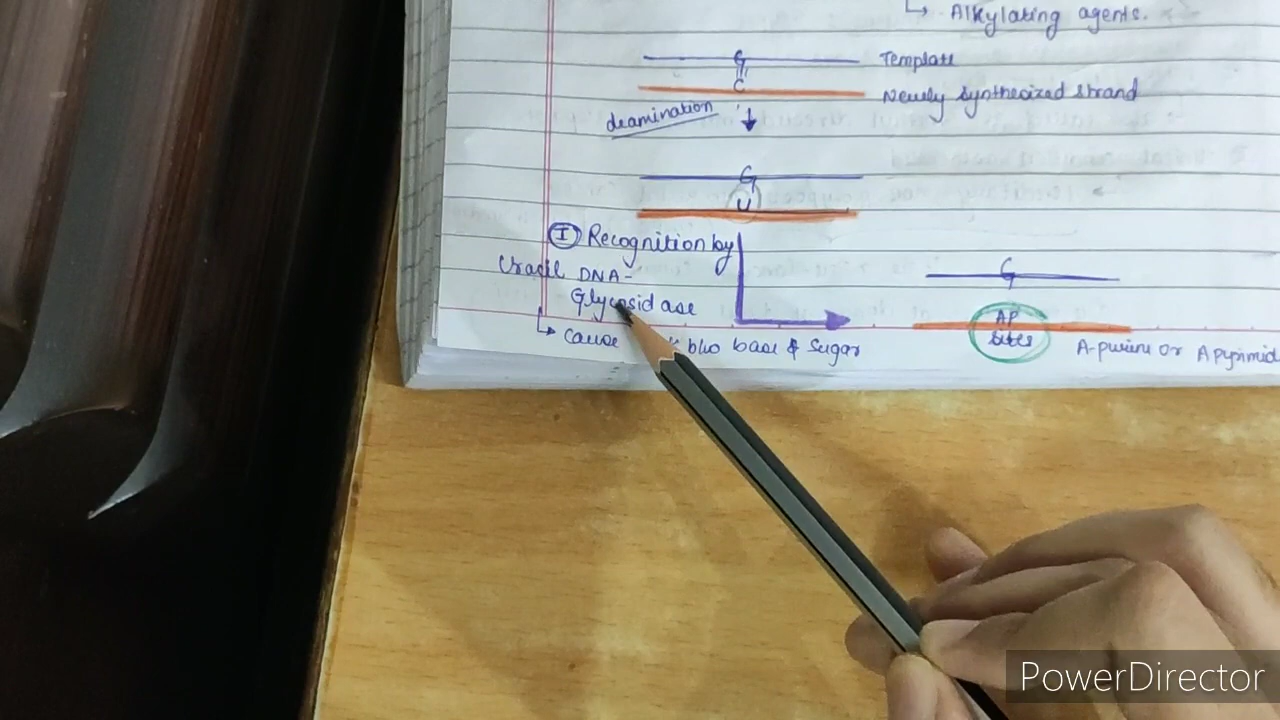 ↳ Alkylating agents.
G
Template
C
Newly synthesized strand
deamination
G
U
I Recognition by
Uracil DNA-
Glycosidase
G
↳ Cause b/w base & Sugar
AP
sites
A-purine or Apyrimid
PowerDirector